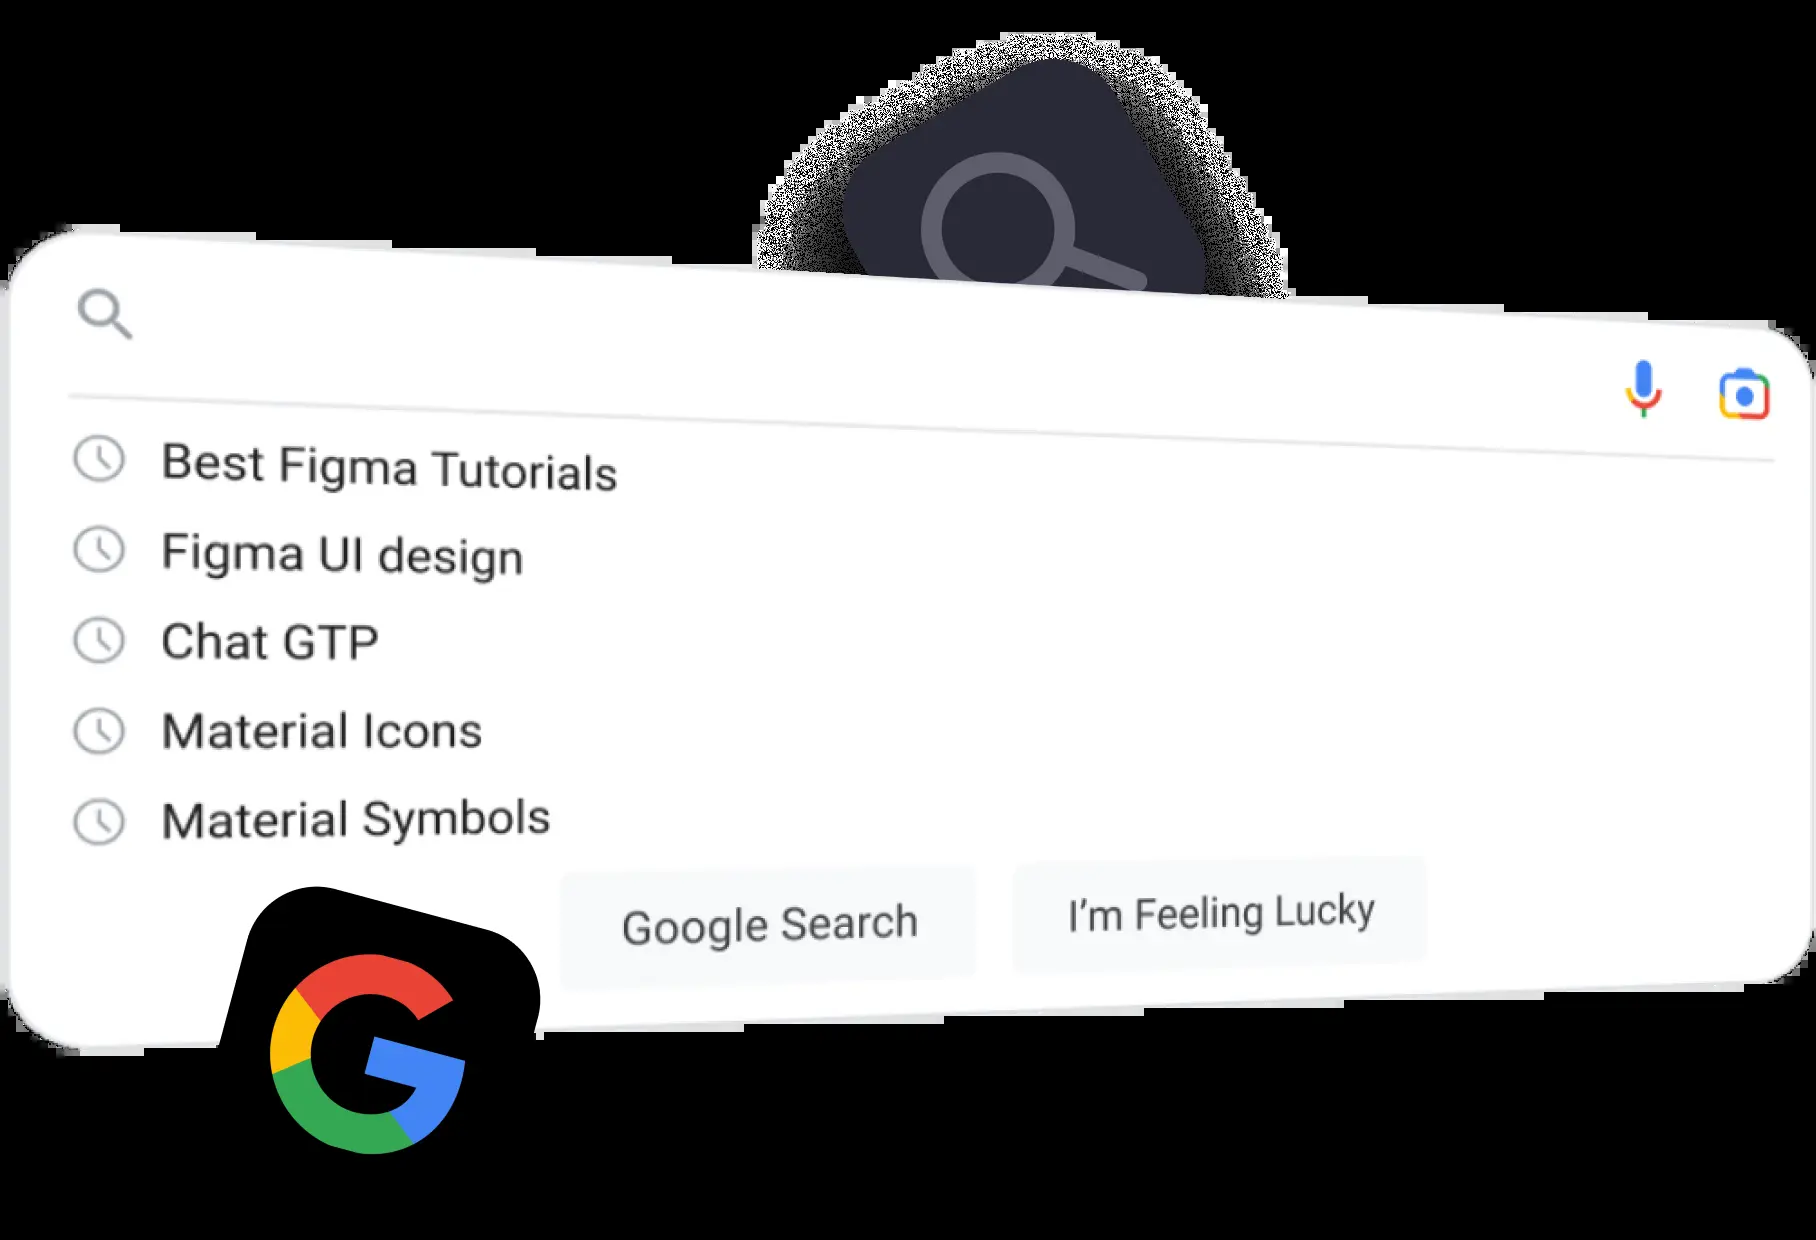 Best Figma Tutorials
Figma UI design
Chat GTP
Material Icons
Material Symbols
Google Search
I’m Feeling Lucky